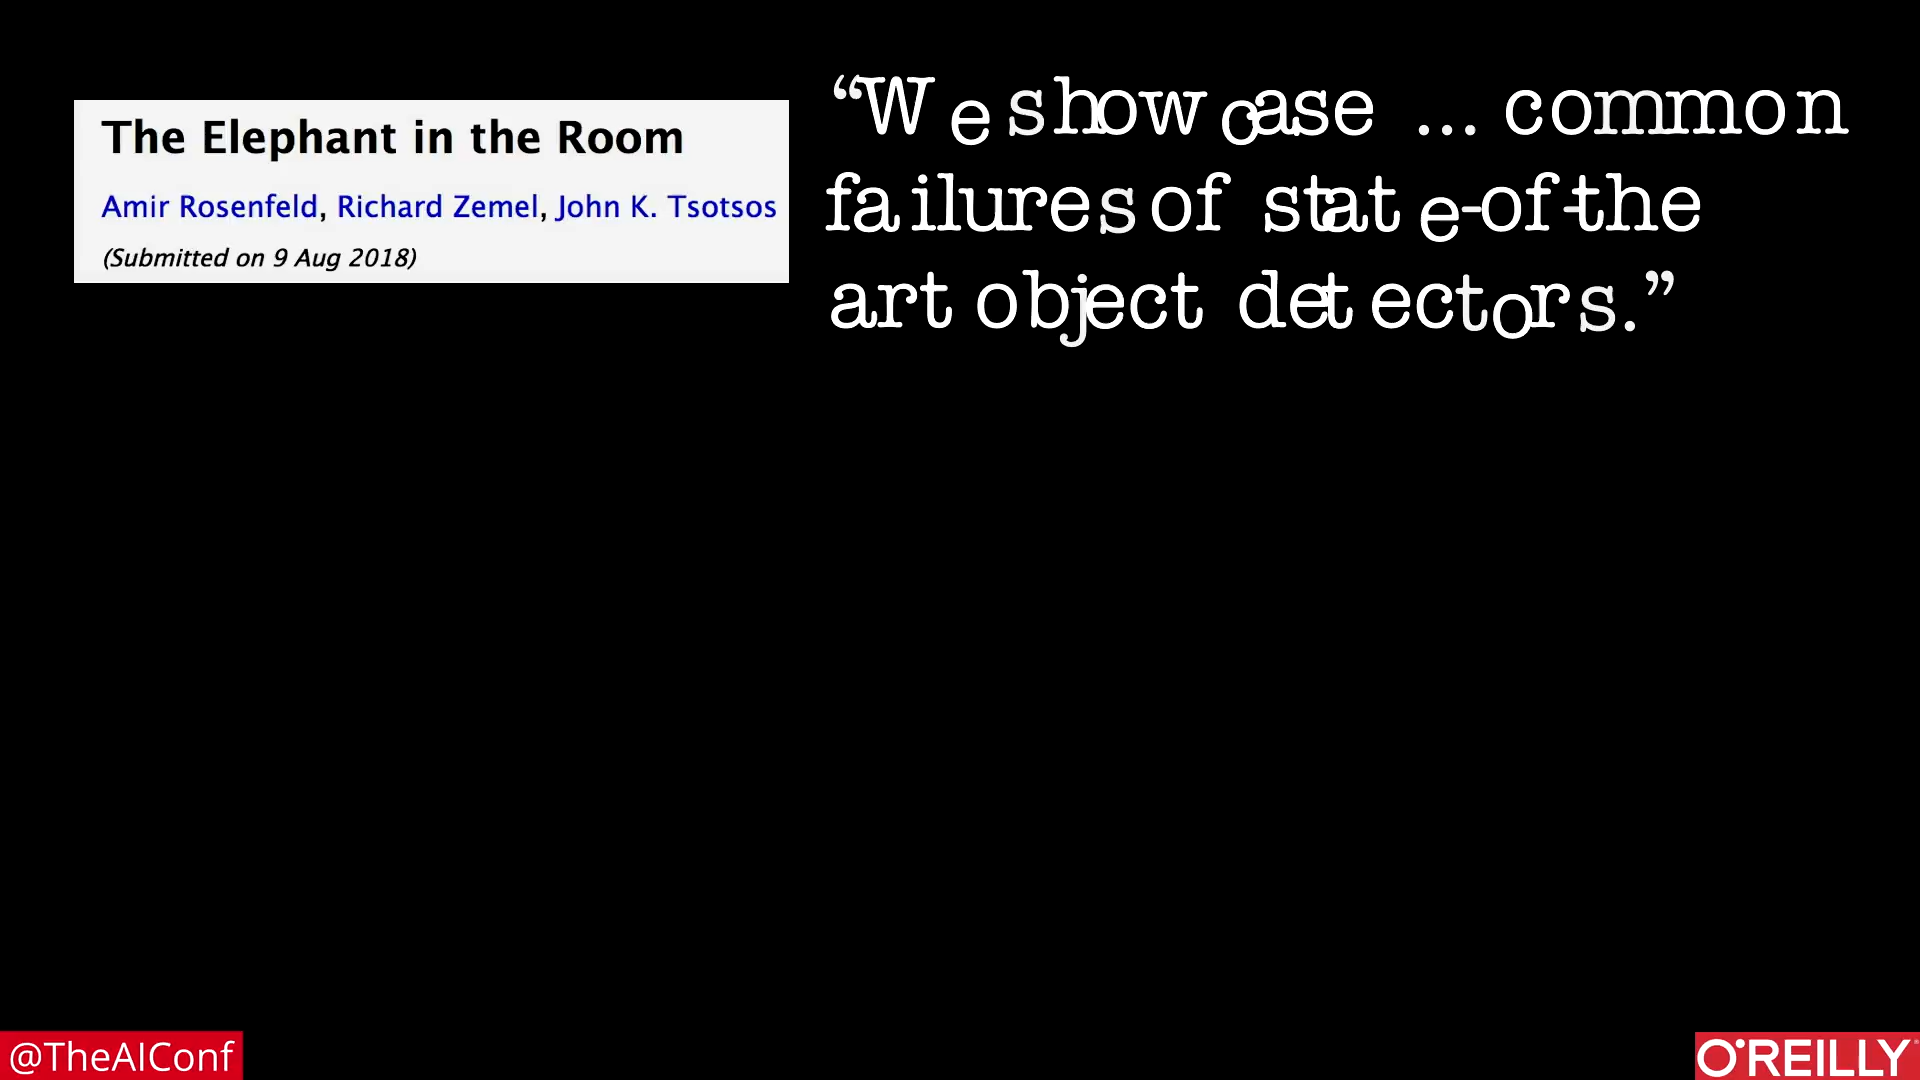 The Elephant in the Room
Amir Rosenfeld, Richard Zemel, John K. Tsotsos
(Submitted on 9 Aug 2018)
“We showcase ... common
failures of state-of-the
art object detectors.”
@TheAIConf
O'REILLY